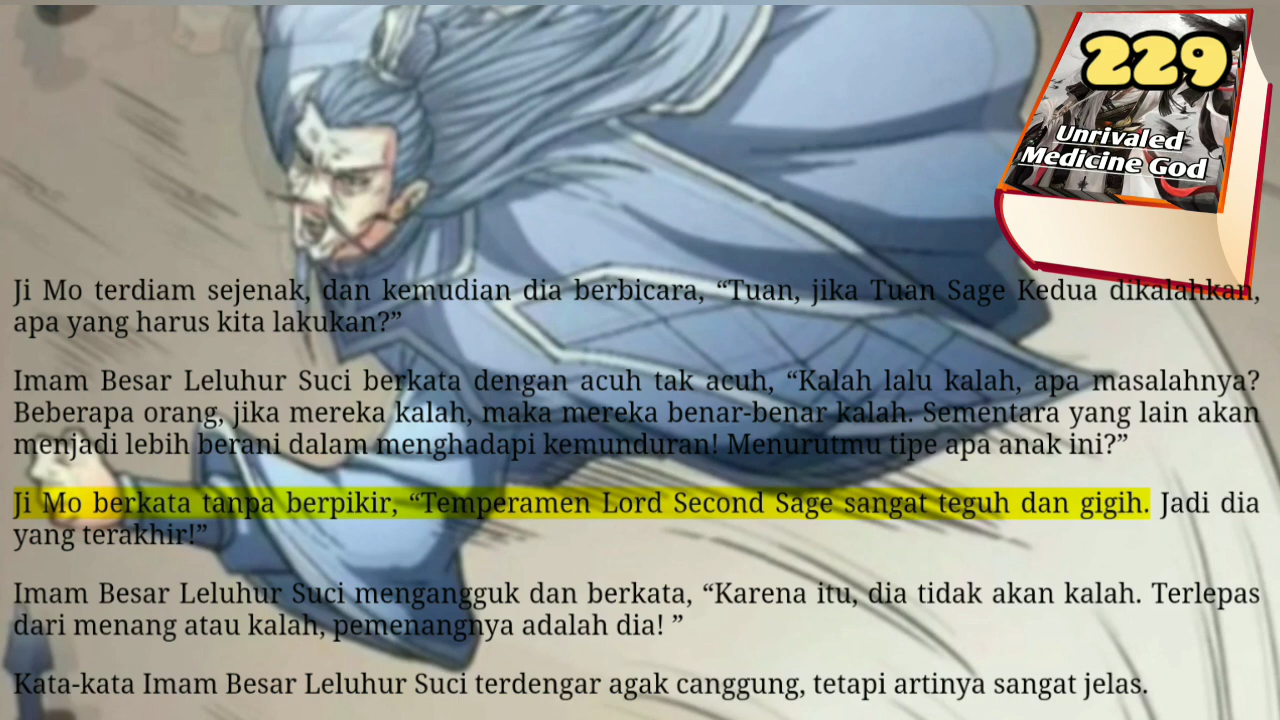 229
Unrivaled
Medicine God
Ji Mo terdiam sejenak, dan kemudian dia berbicara, “Tuan, jika Tuan Sage Kedua dikalahkan,
apa yang harus kita lakukan?”
Imam Besar Leluhur Suci berkata dengan acuh tak acuh, “Kalah lalu kalah, apa masalahnya?
Beberapa orang, jika mereka kalah, maka mereka benar-benar kalah. Sementara yang lain akan
menjadi lebih berani dalam menghadapi kemunduran! Menurutmu tipe apa anak ini?”
Ji Mo berkata tanpa berpikir, “Temperamen Lord Second Sage sangat teguh dan gigih. Jadi dia
yang terakhir!”
Imam Besar Leluhur Suci mengangguk dan berkata, “Karena itu, dia tidak akan kalah. Terlepas
dari menang atau kalah, pemenangnya adalah dia! ”
Kata-kata Imam Besar Leluhur Suci terdengar agak canggung, tetapi artinya sangat jelas.